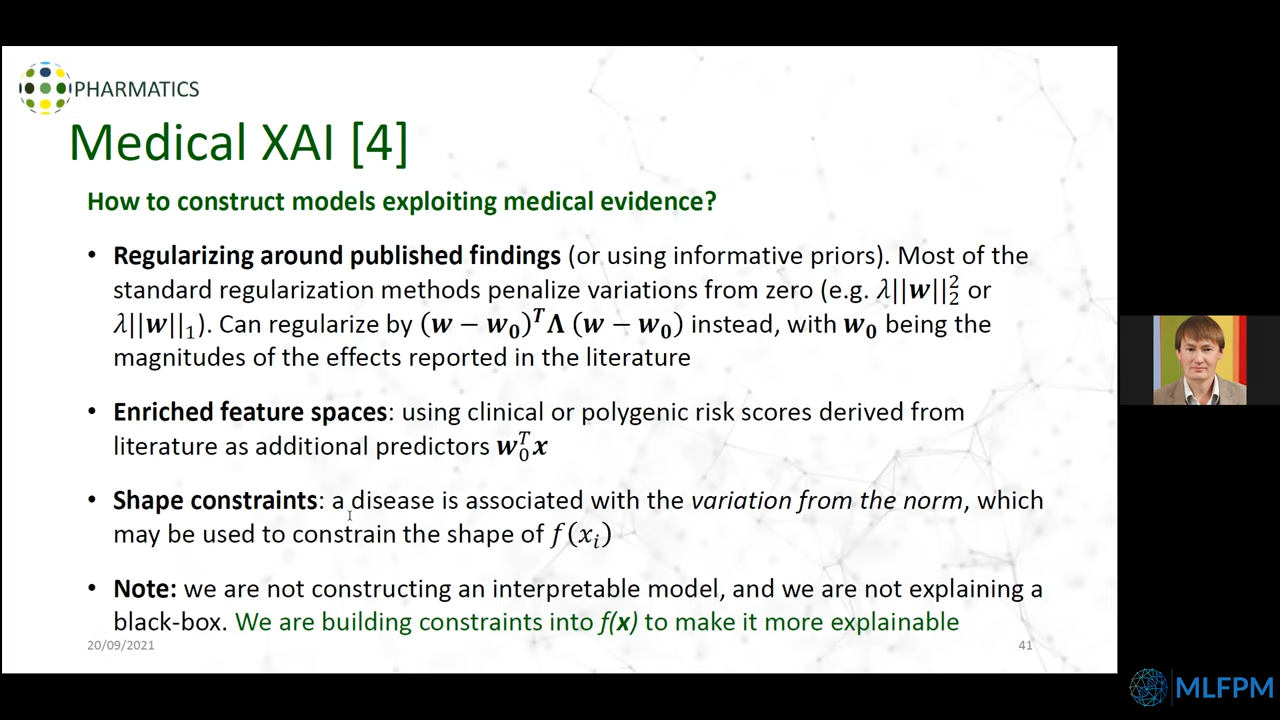 PHARMATICS
Medical XAI [4]
How to construct models exploiting medical evidence?
• Regularizing around published findings (or using informative priors). Most of the
standard regularization methods penalize variations from zero (e.g. λ||w||₂² or
λ||w||₁). Can regularize by (w − w₀)ᵀΛ (w − w₀) instead, with w₀ being the
magnitudes of the effects reported in the literature
• Enriched feature spaces: using clinical or polygenic risk scores derived from
literature as additional predictors w₀ᵀx
• Shape constraints: a disease is associated with the variation from the norm, which
may be used to constrain the shape of f(xᵢ)
• Note: we are not constructing an interpretable model, and we are not explaining a
black-box. We are building constraints into f(x) to make it more explainable
20/09/2021
41
MLFPM